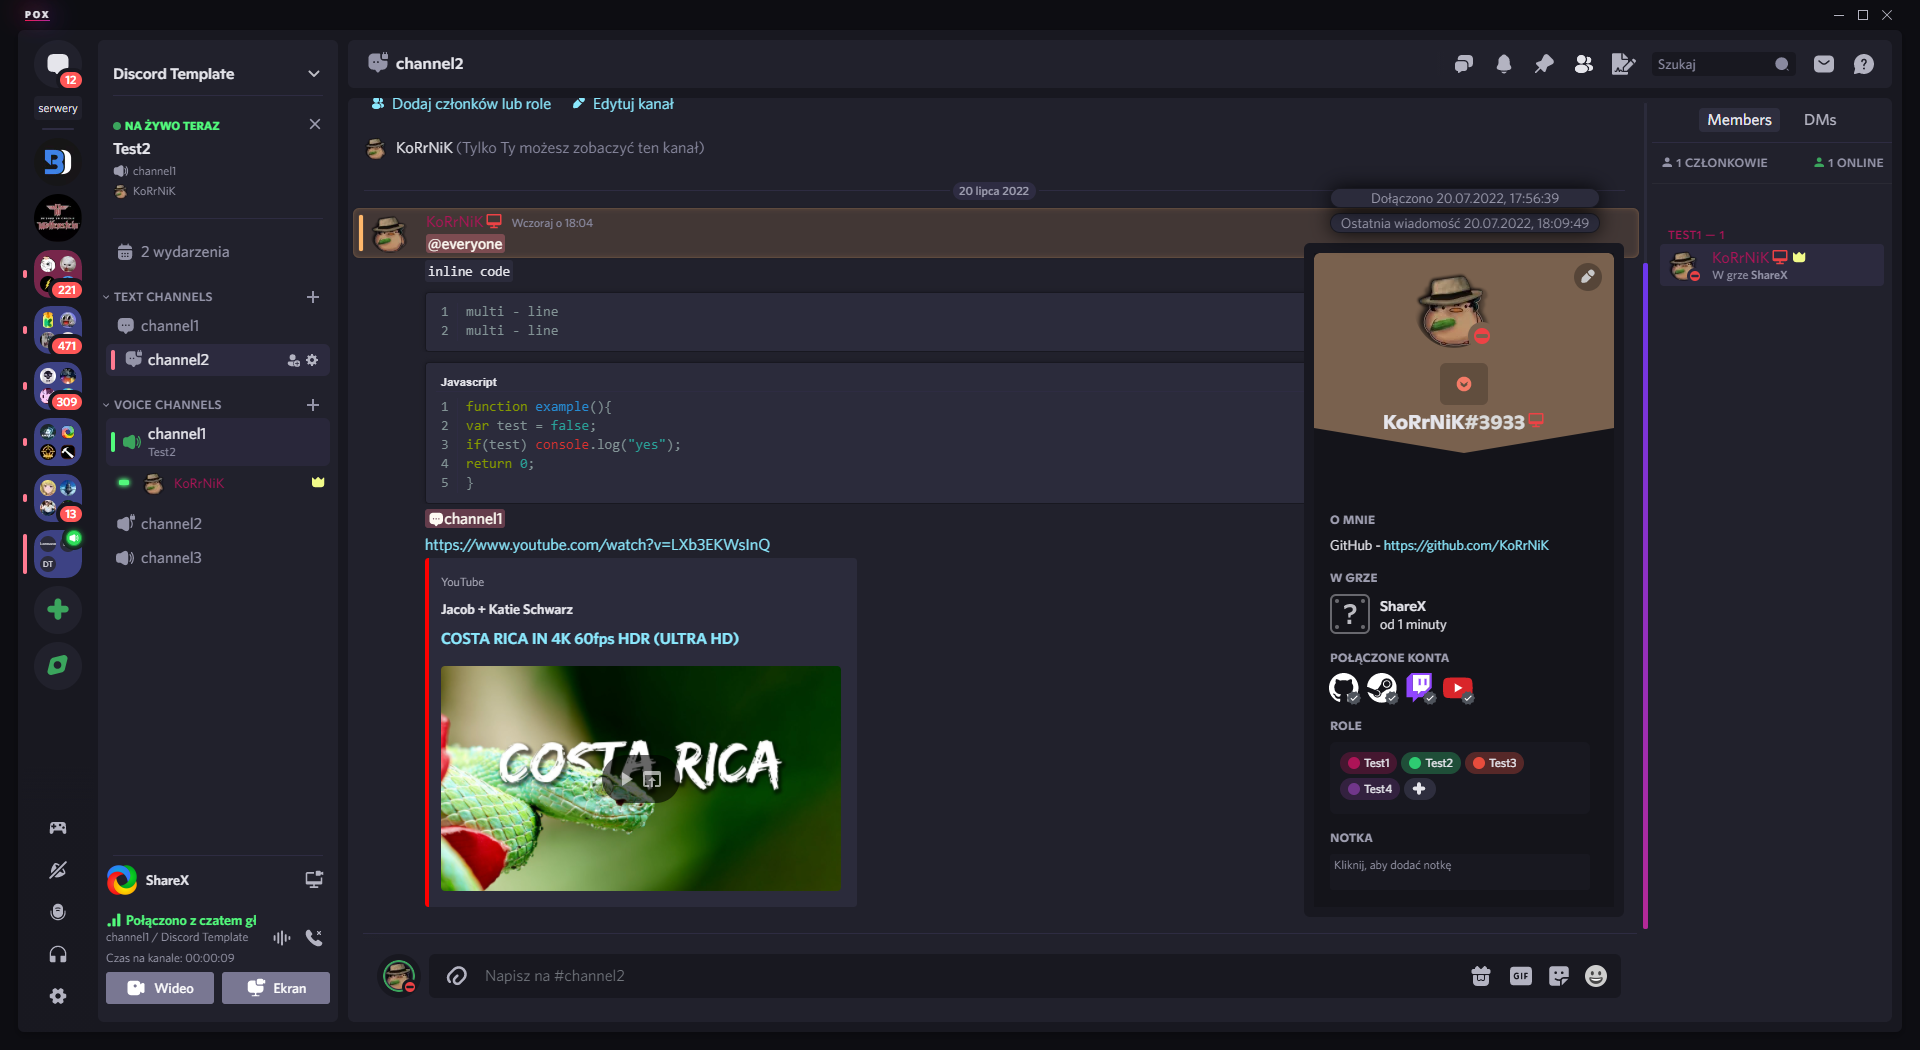 POX
12
serwery
221
471
309
13
DT
Discord Template
NA ŻYWO TERAZ
Test2
channel1
KoRrNiK
2 wydarzenia
TEXT CHANNELS
channel1
channel2
VOICE CHANNELS
channel1
Test2
KoRrNiK
channel2
channel3
ShareX
Połączono z czatem gł
channel1 / Discord Template
Czas na kanale: 00:00:09
Wideo
Ekran
channel2
Szukaj
Dodaj członków lub role
Edytuj kanał
KoRrNiK (Tylko Ty możesz zobaczyć ten kanał)
20 lipca 2022
KoRrNiK Wczoraj o 18:04
@everyone
inline code
1 multi - line
2 multi - line
Javascript
1 function example(){
2 var test = false;
3 if(test) console.log("yes");
4 return 0;
5 }
channel1
https://www.youtube.com/watch?v=LXb3EKWsInQ
YouTube
Jacob + Katie Schwarz
COSTA RICA IN 4K 60fps HDR (ULTRA HD)
COSTA RICA
Napisz na #channel2
GIF
Dołączono 20.07.2022, 17:56:39
Ostatnia wiadomość 20.07.2022, 18:09:49
KoRrNiK#3933
O MNIE
GitHub - https://github.com/KoRrNiK
W GRZE
?
ShareX
od 1 minuty
POŁĄCZONE KONTA
ROLE
Test1
Test2
Test3
Test4
NOTKA
Kliknij, aby dodać notkę
Members
DMs
1 CZŁONKOWIE
1 ONLINE
TEST1 — 1
KoRrNiK
W grze ShareX